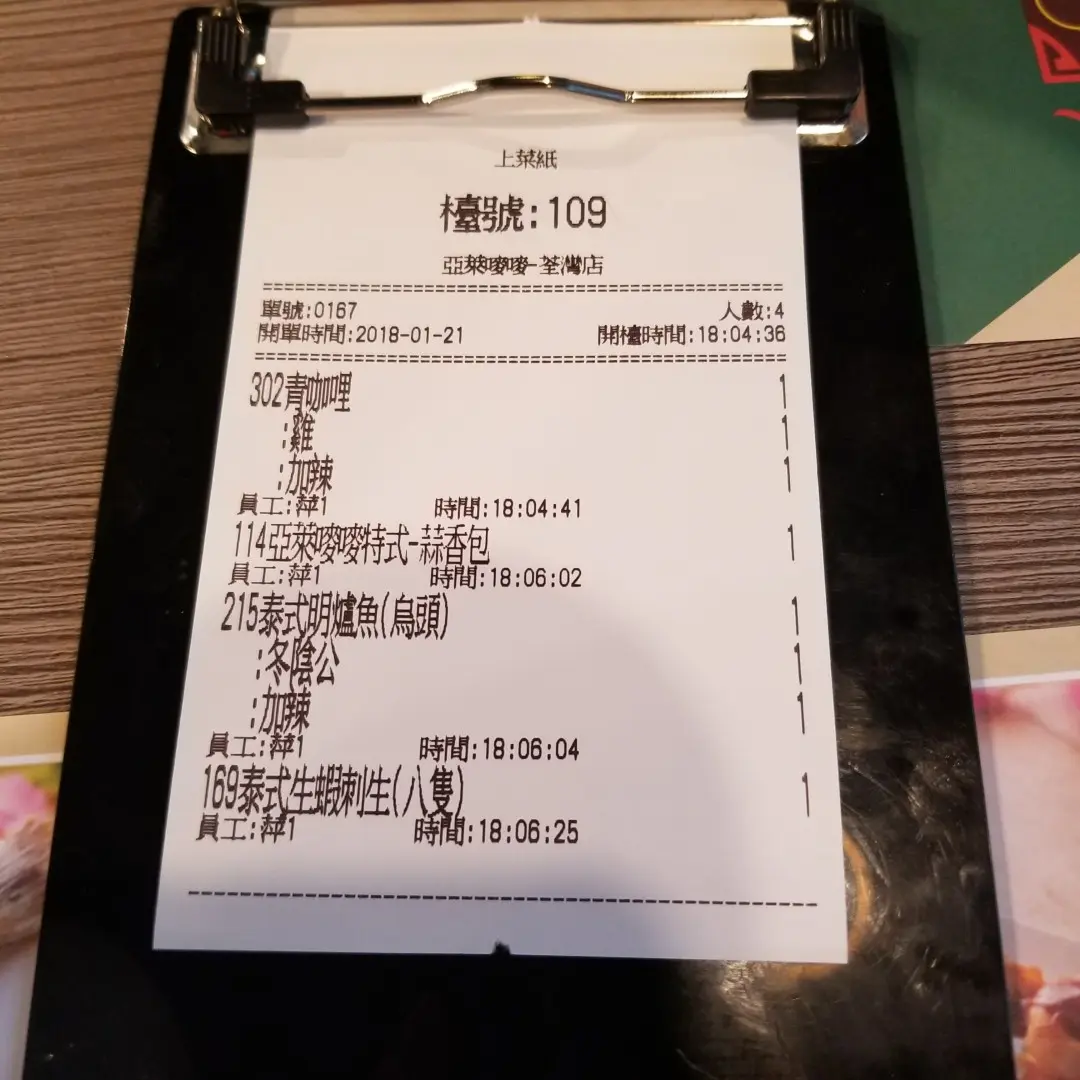 上菜紙
檯號:109
亞萊嘜嘜-荃灣店
單號:0167 人數:4
開單時間:2018-01-21 開檯時間:18:04:36
302青咖喱 1
:雞 1
:加辣 1
員工:萍1 時間:18:04:41
114亞萊嘜嘜特式-蒜香包 1
員工:萍1 時間:18:06:02
215泰式明爐魚(烏頭) 1
:冬陰公 1
:加辣 1
員工:萍1 時間:18:06:04
169泰式生蝦刺生(八隻) 1
員工:萍1 時間:18:06:25